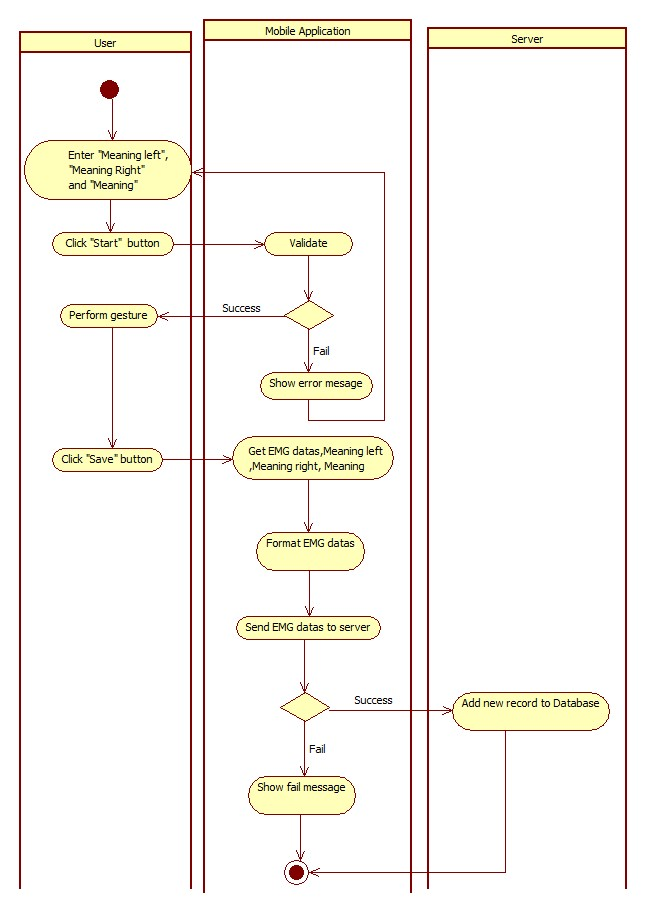 User
Mobile Application
Server
Enter "Meaning left",
"Meaning Right"
and "Meaning"
Click "Start" button
Validate
Success
Perform gesture
Fail
Show error mesage
Click "Save" button
Get EMG datas,Meaning left
,Meaning right, Meaning
Format EMG datas
Send EMG datas to server
Success
Add new record to Database
Fail
Show fail message